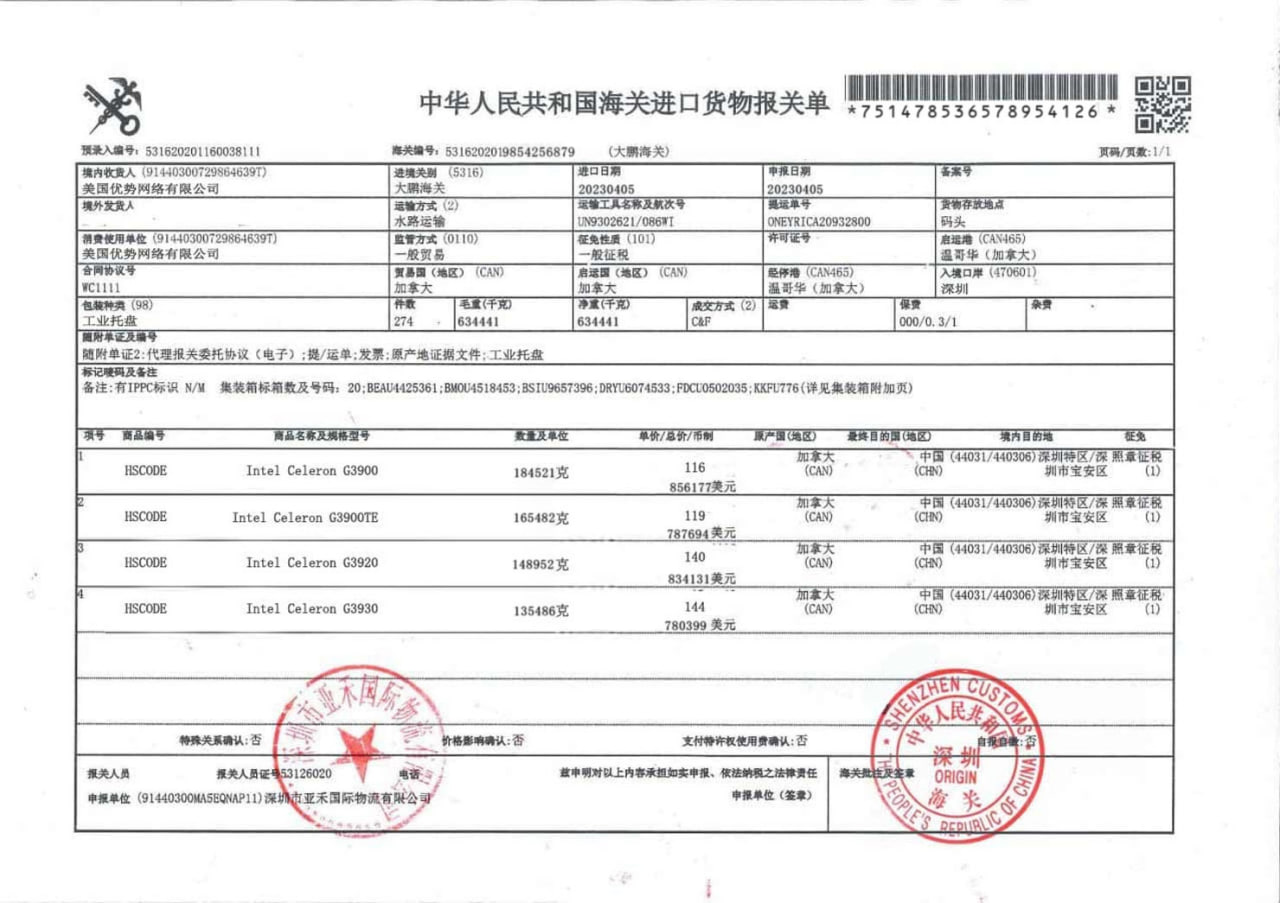 中华人民共和国海关进口货物报关单
*751478536578954126*
预录入编号: 531620201160038111 海关编号: 5316202019854256879 (大鹏海关) 页码/页数:1/1
境内收货人 (91440300729864639T) 进境关别 (5316) 进口日期 申报日期 备案号
美国优势网络有限公司 大鹏海关 20230405 20230405
境外发货人 运输方式 (2) 运输工具名称及航次号 提运单号 货物存放地点
水路运输 UN9302621/086WI ONEYRICA20932800 码头
消费使用单位 (91440300729864639T) 监管方式 (0110) 征免性质 (101) 许可证号 启运港 (CAN465)
美国优势网络有限公司 一般贸易 一般征税 温哥华 (加拿大)
合同协议号 贸易国 (地区) (CAN) 启运国 (地区) (CAN) 经停港 (CAN465) 入境口岸 (470601)
WC1111 加拿大 加拿大 温哥华 (加拿大) 深圳
包装种类 (98) 件数 毛重(千克) 净重(千克) 成交方式 (2) 运费 保费 杂费
工业托盘 274 634441 634441 C&F 000/0.3/1
随附单证及编号
随附单证2:代理报关委托协议 (电子) ;提/运单;发票;原产地证据文件;工业托盘
标记唛码及备注
备注:有IPPC标识 N/M 集装箱标箱数及号码: 20;BEAU4425361;BMOU4518453;BSIU9657396;DRYU6074533;FDCU0502035;KKFU776(详见集装箱附加页)
项号 商品编号 商品名称及规格型号 数量及单位 单价/总价/币制 原产国(地区) 最终目的国(地区) 境内目的地 征免
1 加拿大 中国 (44031/440306)深圳特区/深 照章征税
HSCODE Intel Celeron G3900 184521克 116 (CAN) (CHN) 圳市宝安区 (1)
856177美元
2 加拿大 中国 (44031/440306)深圳特区/深 照章征税
HSCODE Intel Celeron G3900TE 165482克 119 (CAN) (CHN) 圳市宝安区 (1)
787694美元
3 加拿大 中国 (44031/440306)深圳特区/深 照章征税
HSCODE Intel Celeron G3920 148952克 140 (CAN) (CHN) 圳市宝安区 (1)
834131美元
4 加拿大 中国 (44031/440306)深圳特区/深 照章征税
HSCODE Intel Celeron G3930 135486克 144 (CAN) (CHN) 圳市宝安区 (1)
780399 美元
特殊关系确认:否 价格影响确认:否 支付特许权使用费确认:否 自报自缴:否
报关人员 报关人员证号53126020 电话 兹申明对以上内容承担如实申报、依法纳税之法律责任 海关批注及签章
申报单位 (91440300MA5EQNAP11)深圳市亚禾国际物流有限公司 申报单位 (签章)
深圳市亚禾国际物流有限公司
SHENZHEN CUSTOMS.
中华人民共和国
深圳
ORIGIN
海关
THE PEOPLE'S REPUBLIC OF CHINA